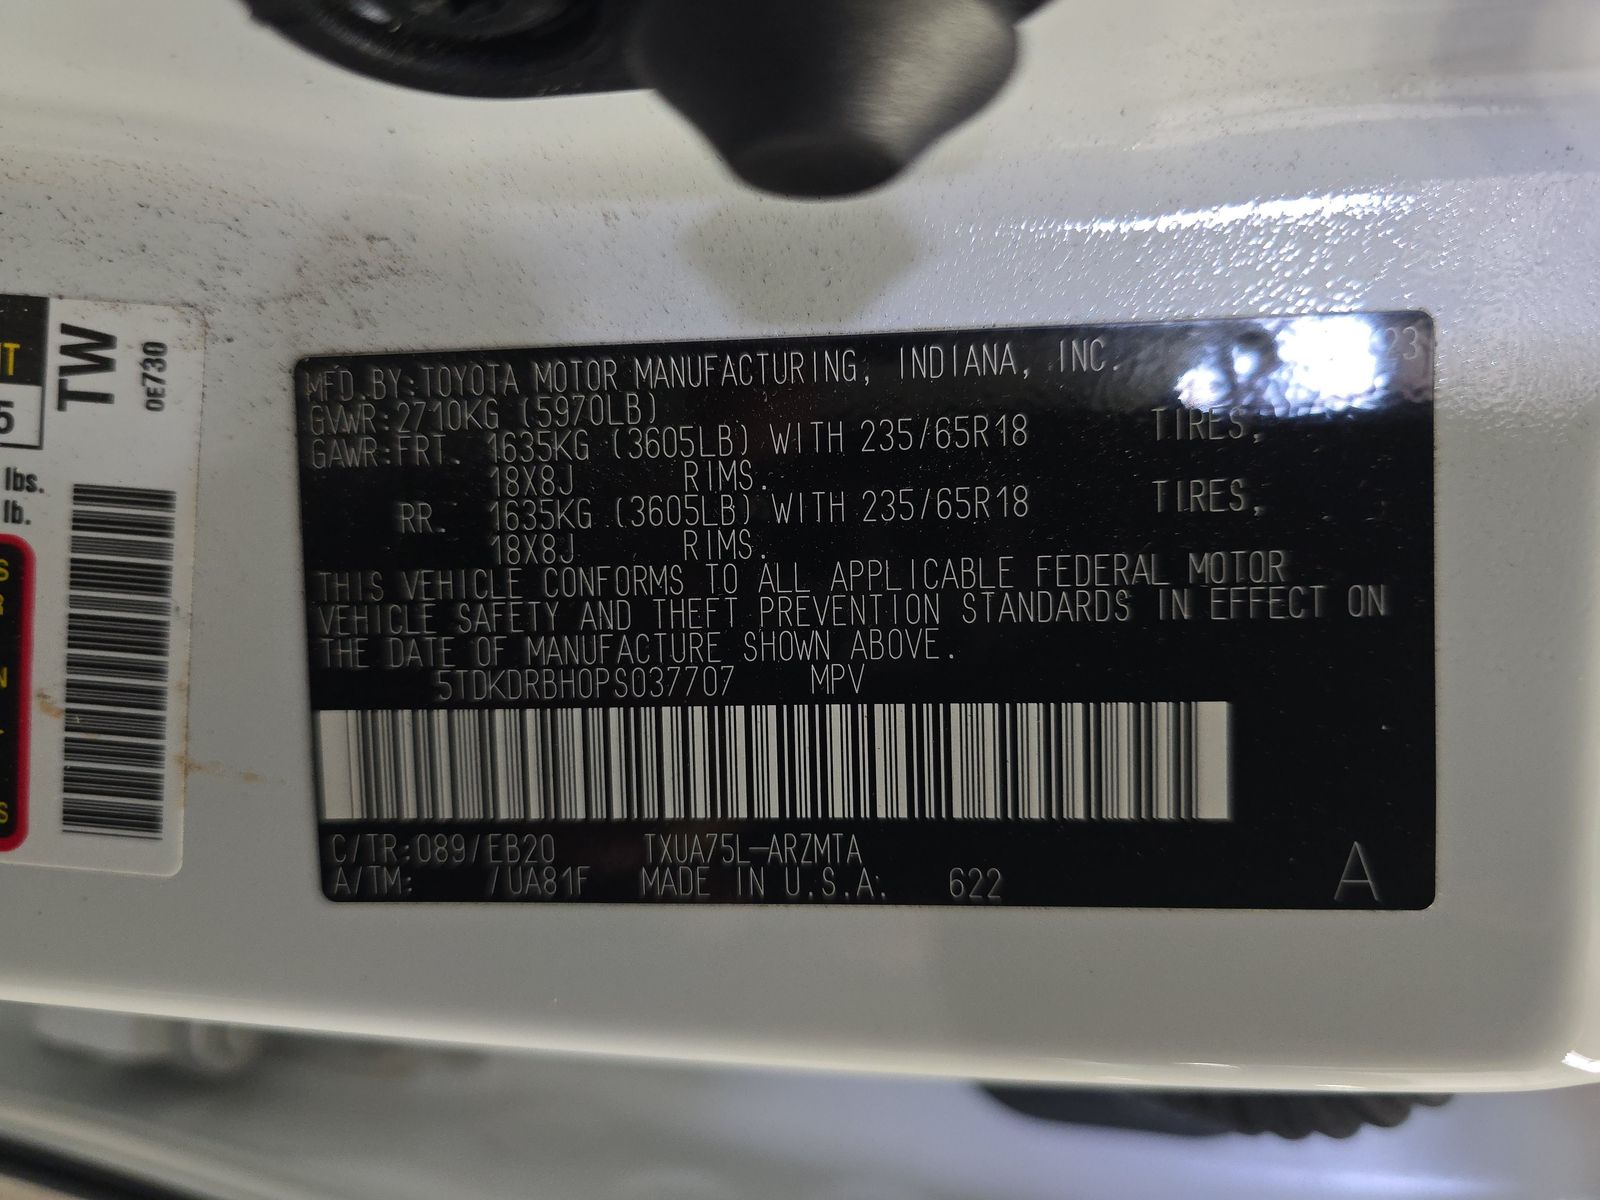 TW
0E730
5
lbs.
lb.
MFD.BY:TOYOTA MOTOR MANUFACTURING, INDIANA, INC. 23
GVWR:2710KG (5970LB)
GAWR:FRT. 1635KG (3605LB) WITH 235/65R18 TIRES,
18X8J RIMS.
RR. 1635KG (3605LB) WITH 235/65R18 TIRES,
18X8J RIMS.
THIS VEHICLE CONFORMS TO ALL APPLICABLE FEDERAL MOTOR
VEHICLE SAFETY AND THEFT PREVENTION STANDARDS IN EFFECT ON
THE DATE OF MANUFACTURE SHOWN ABOVE.
5TDKDRBH0PS037707 MPV
C/TR:089/EB20 TXUA75L-ARZMTA
A/TM: /UA81F MADE IN U.S.A. 622
A